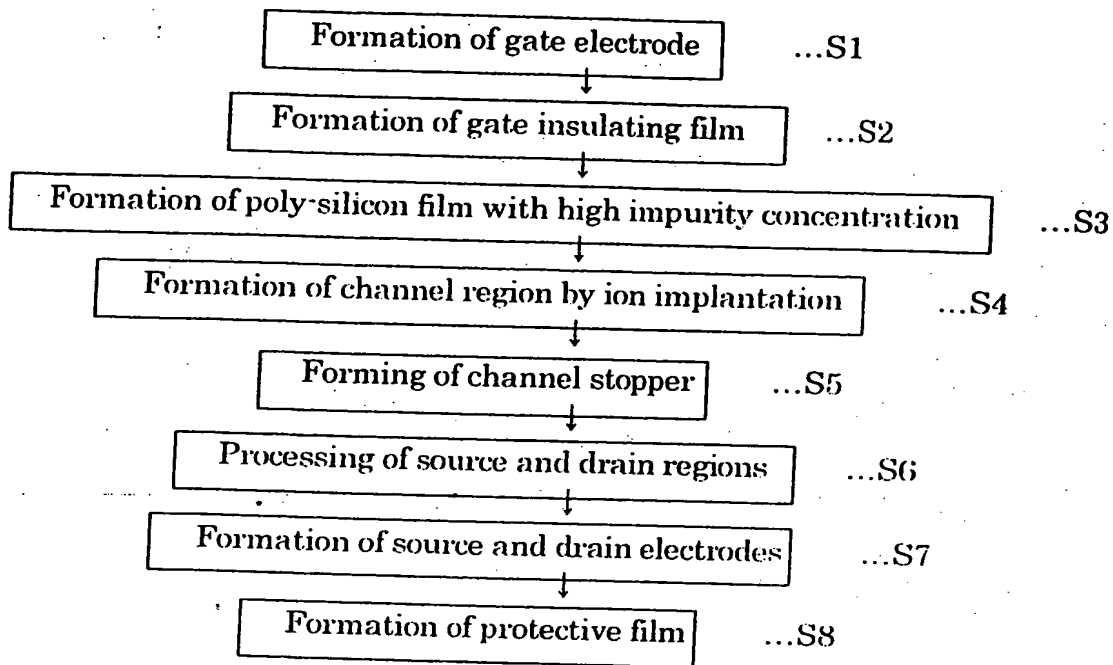 Formation of gate electrode ...S1
Formation of gate insulating film ...S2
Formation of poly-silicon film with high impurity concentration ...S3
Formation of channel region by ion implantation ...S4
Forming of channel stopper ...S5
Processing of source and drain regions ...S6
Formation of source and drain electrodes ...S7
Formation of protective film ...S8